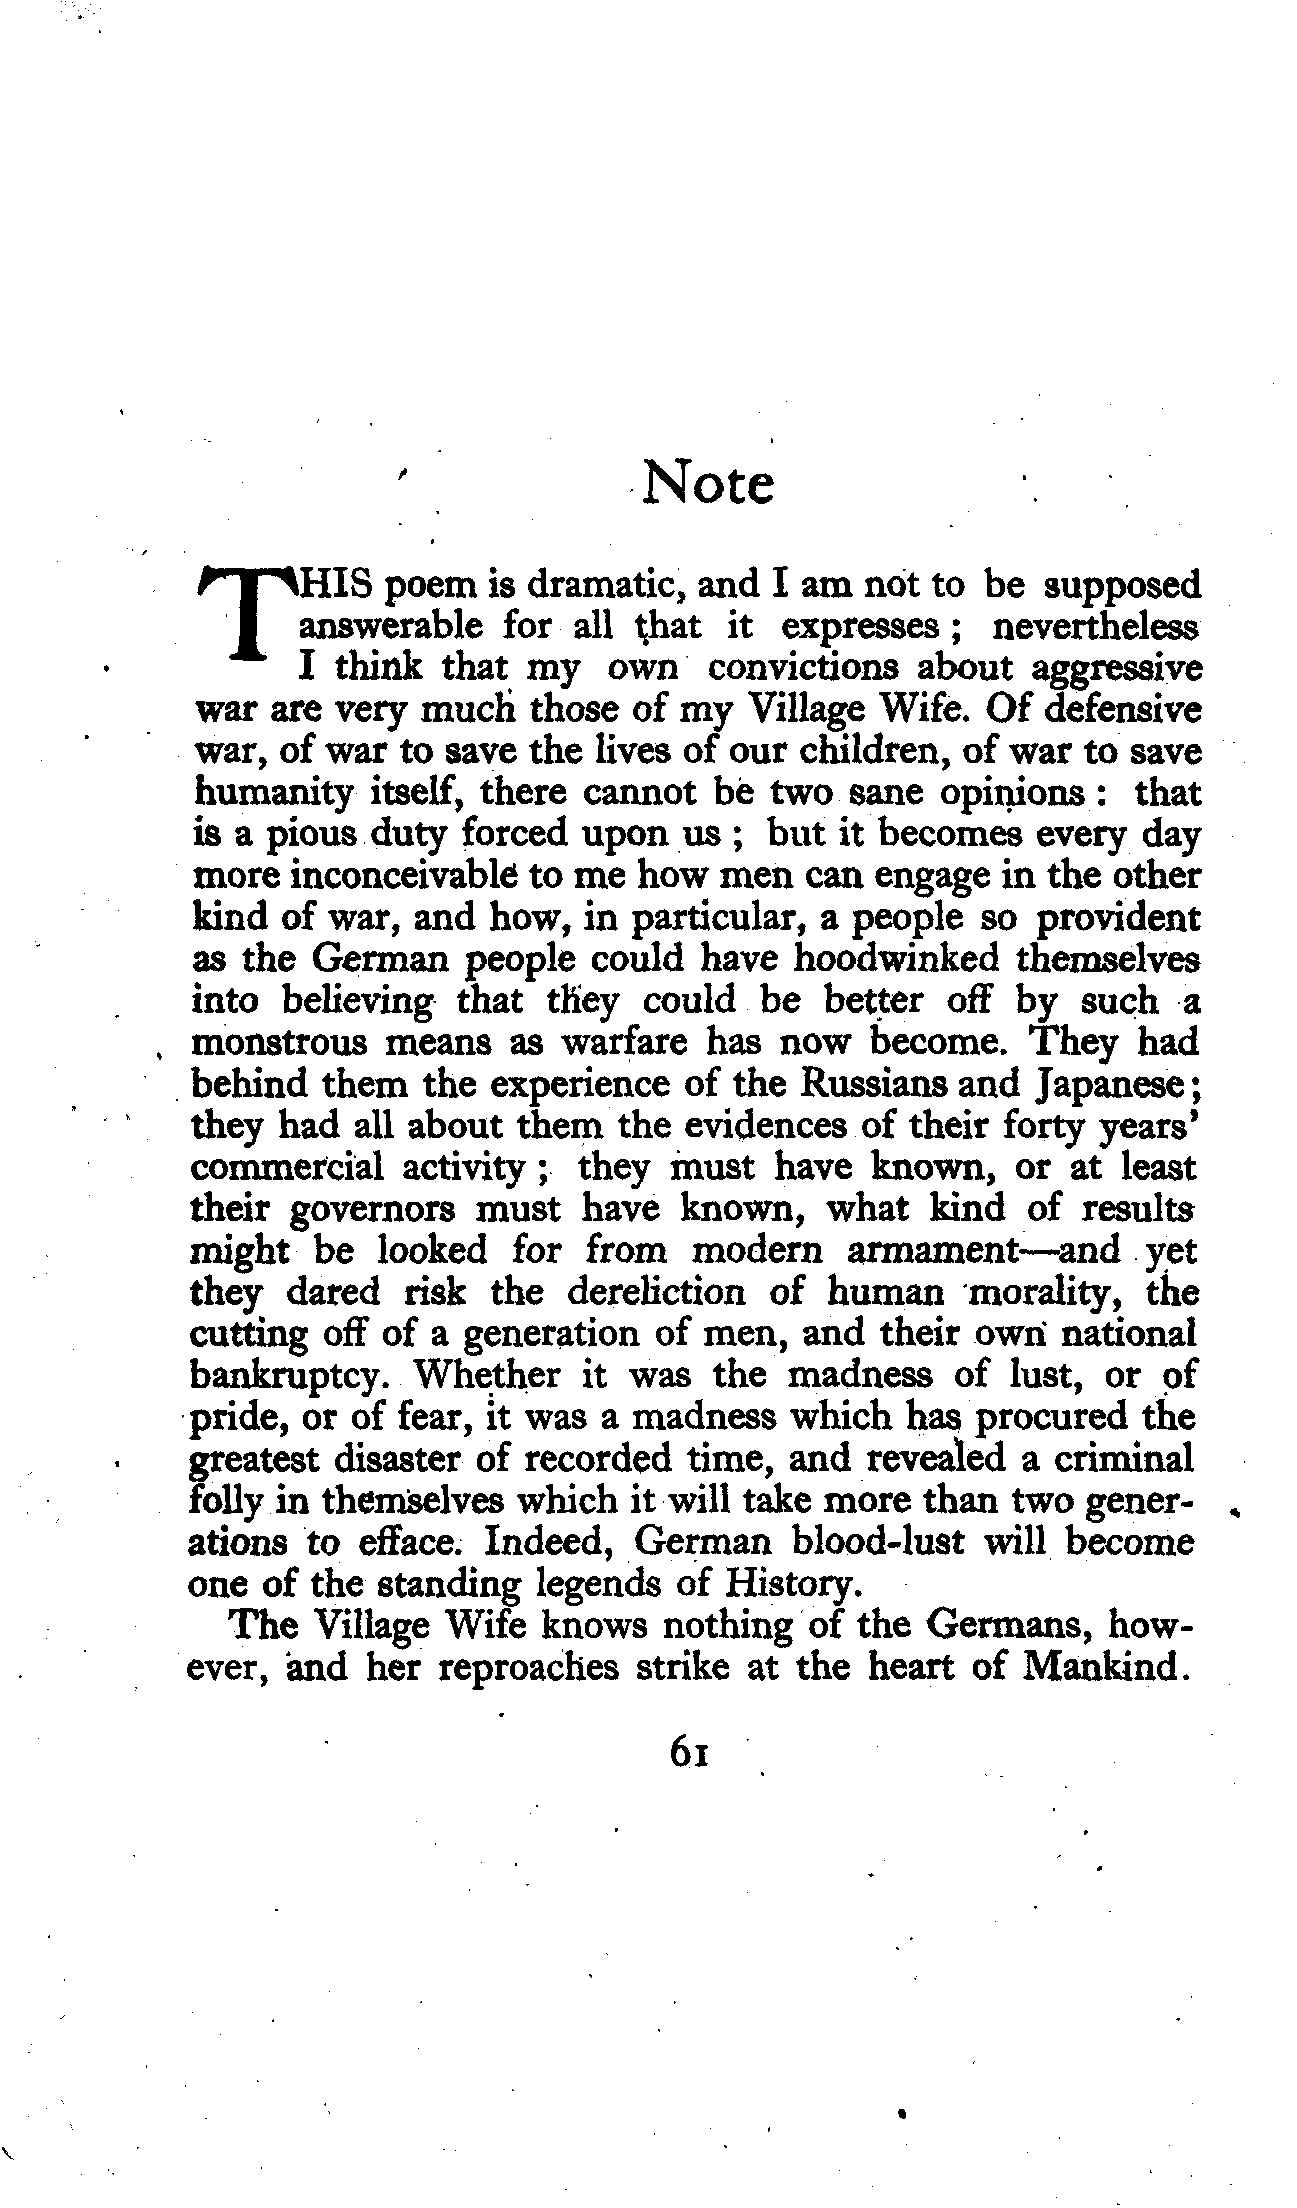 Note
THIS poem is dramatic, and I am not to be supposed
answerable for all that it expresses ; nevertheless
I think that my own convictions about aggressive
war are very much those of my Village Wife. Of defensive
war, of war to save the lives of our children, of war to save
humanity itself, there cannot be two sane opinions : that
is a pious duty forced upon us ; but it becomes every day
more inconceivable to me how men can engage in the other
kind of war, and how, in particular, a people so provident
as the German people could have hoodwinked themselves
into believing that they could be better off by such a
monstrous means as warfare has now become. They had
behind them the experience of the Russians and Japanese;
they had all about them the evidences of their forty years'
commercial activity ; they must have known, or at least
their governors must have known, what kind of results
might be looked for from modern armament—and yet
they dared risk the dereliction of human morality, the
cutting off of a generation of men, and their own national
bankruptcy. Whether it was the madness of lust, or of
pride, or of fear, it was a madness which has procured the
greatest disaster of recorded time, and revealed a criminal
folly in themselves which it will take more than two gener-
ations to efface. Indeed, German blood-lust will become
one of the standing legends of History.
The Village Wife knows nothing of the Germans, how-
ever, and her reproaches strike at the heart of Mankind.
61